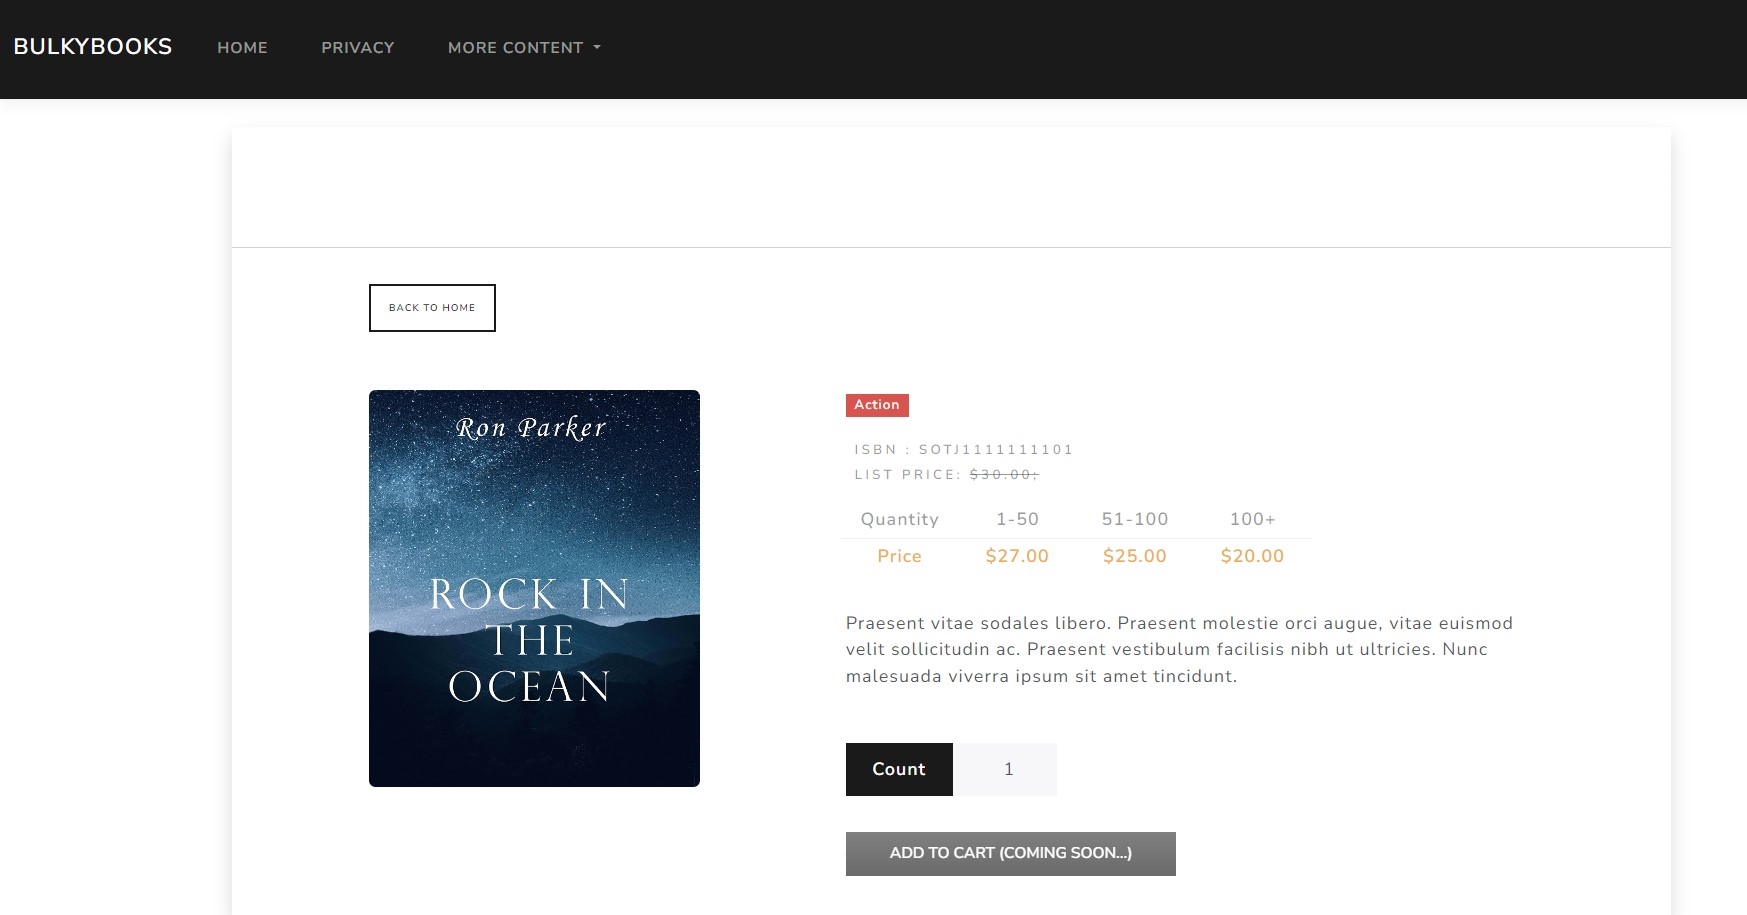 BULKYBOOKS HOME PRIVACY MORE CONTENT
BACK TO HOME
Ron Parker
ROCK IN
THE
OCEAN
Action
ISBN : SOTJ1111111101
LIST PRICE: $30.00;
Quantity 1-50 51-100 100+
Price $27.00 $25.00 $20.00
Praesent vitae sodales libero. Praesent molestie orci augue, vitae euismod
velit sollicitudin ac. Praesent vestibulum facilisis nibh ut ultricies. Nunc
malesuada viverra ipsum sit amet tincidunt.
Count 1
ADD TO CART (COMING SOON...)